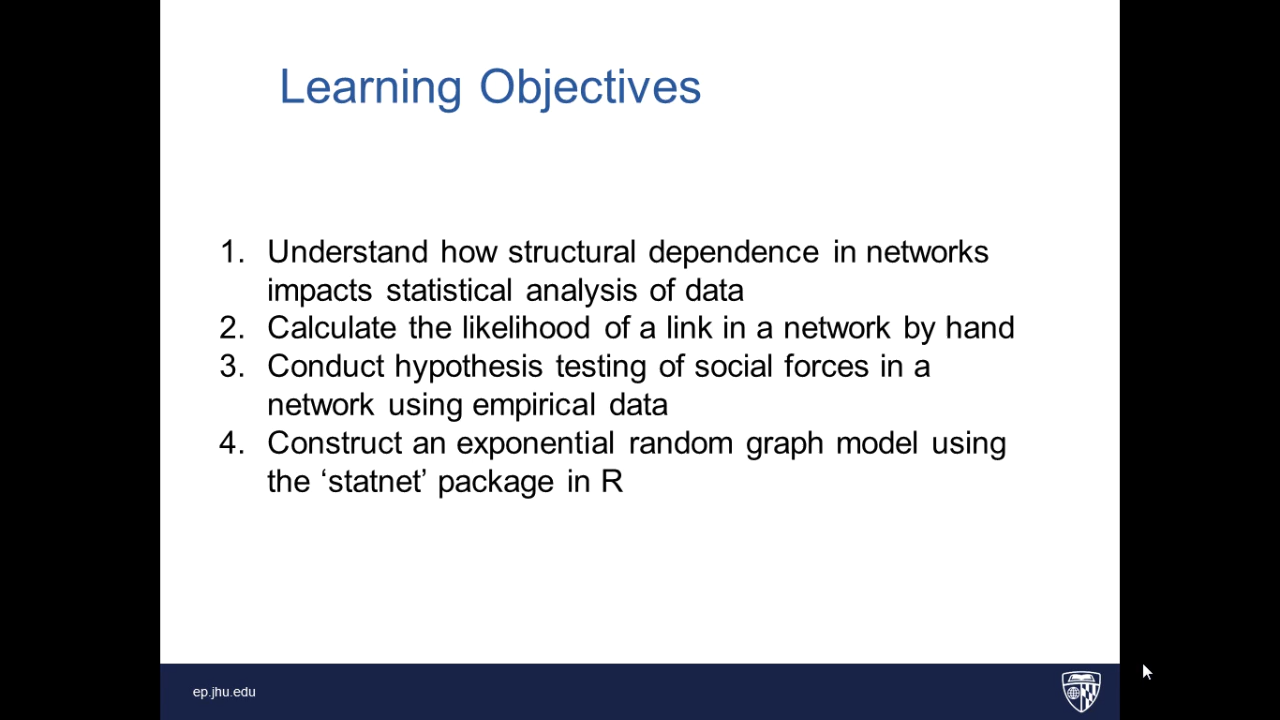 Learning Objectives
1. Understand how structural dependence in networks
impacts statistical analysis of data
2. Calculate the likelihood of a link in a network by hand
3. Conduct hypothesis testing of social forces in a
network using empirical data
4. Construct an exponential random graph model using
the ‘statnet’ package in R
ep.jhu.edu